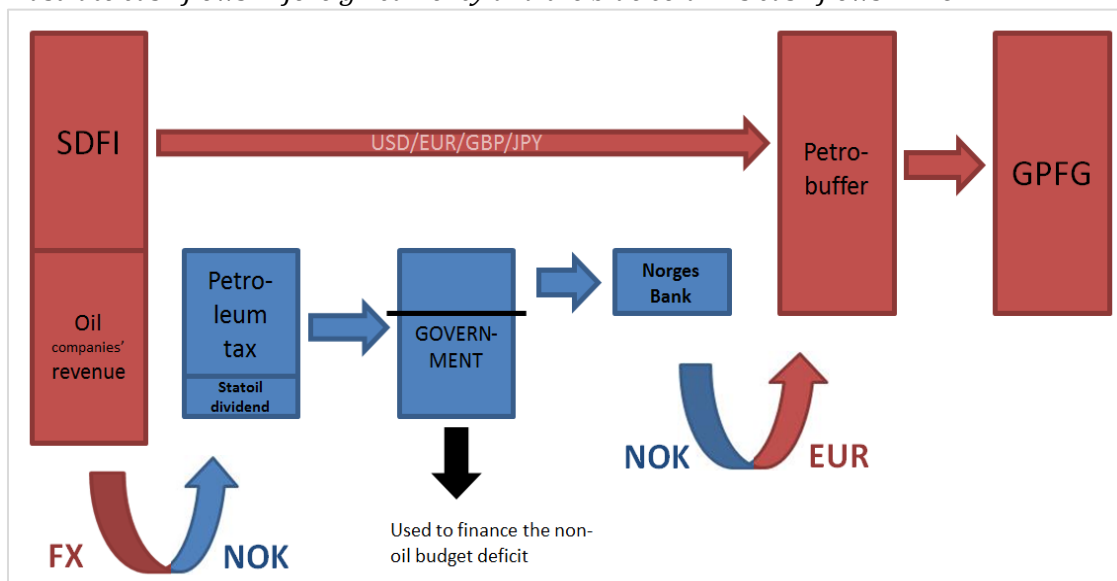 SDFI
USD/EUR/GBP/JPY
Petro-
buffer
GPFG
Oil
companies'
revenue
Petro-
leum
tax
Statoil
dividend
GOVERN-
MENT
Norges
Bank
FX
NOK
Used to finance the non-
oil budget deficit
NOK
EUR